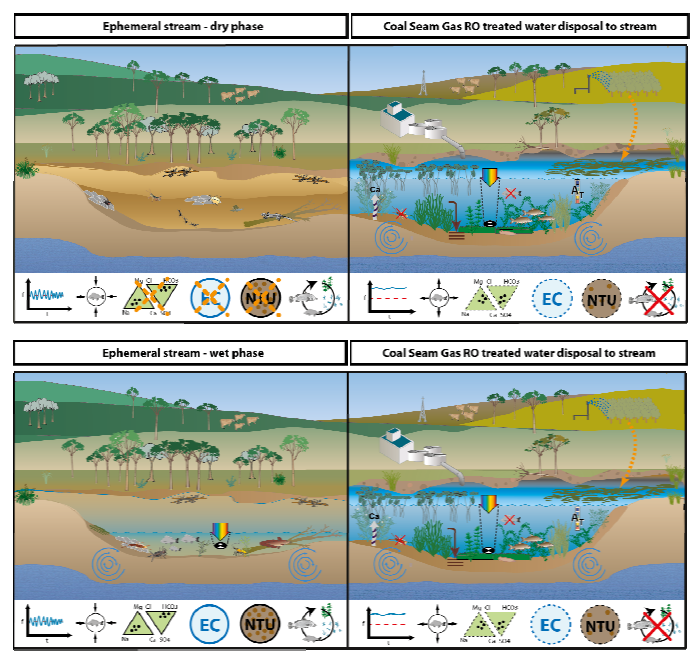 Ephemeral stream - dry phase
Coal Seam Gas RO treated water disposal to stream
Ca
ε
AT
f
t
Mg Cl HCO3
Na Ca SO4
EC
NTU
f
t
Mg Cl HCO3
Na Ca SO4
EC
NTU
Ephemeral stream - wet phase
Coal Seam Gas RO treated water disposal to stream
Ca
ε
AT
f
t
Mg Cl HCO3
Na Ca SO4
EC
NTU
f
t
Mg Cl HCO3
Na Ca SO4
EC
NTU